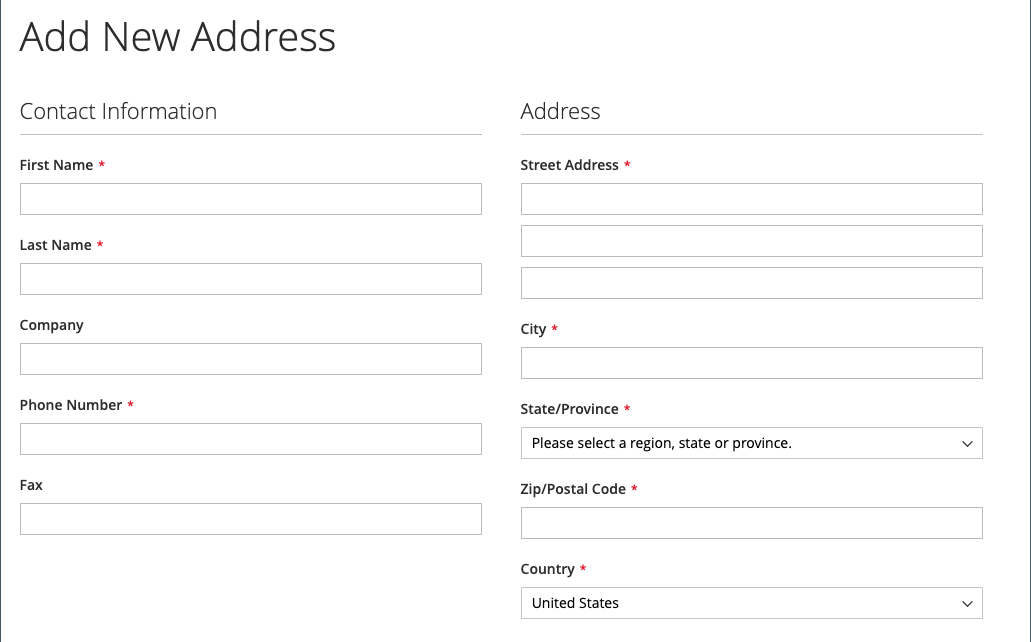 Add New Address
Contact Information
First Name *
Last Name *
Company
Phone Number *
Fax
Address
Street Address *
City *
State/Province *
Please select a region, state or province.
Zip/Postal Code *
Country *
United States